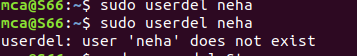 mca@S66:~$ sudo userdel neha
mca@S66:~$ sudo userdel neha
userdel: user 'neha' does not exist